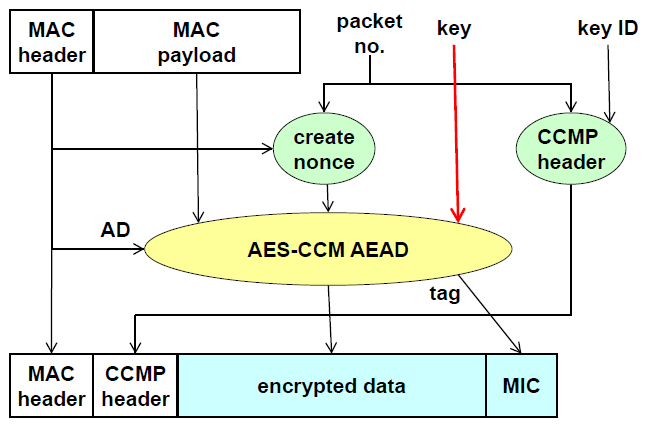 MAC header
MAC payload
packet no.
key
key ID
create nonce
CCMP header
AD
AES-CCM AEAD
tag
MAC header
CCMP header
encrypted data
MIC